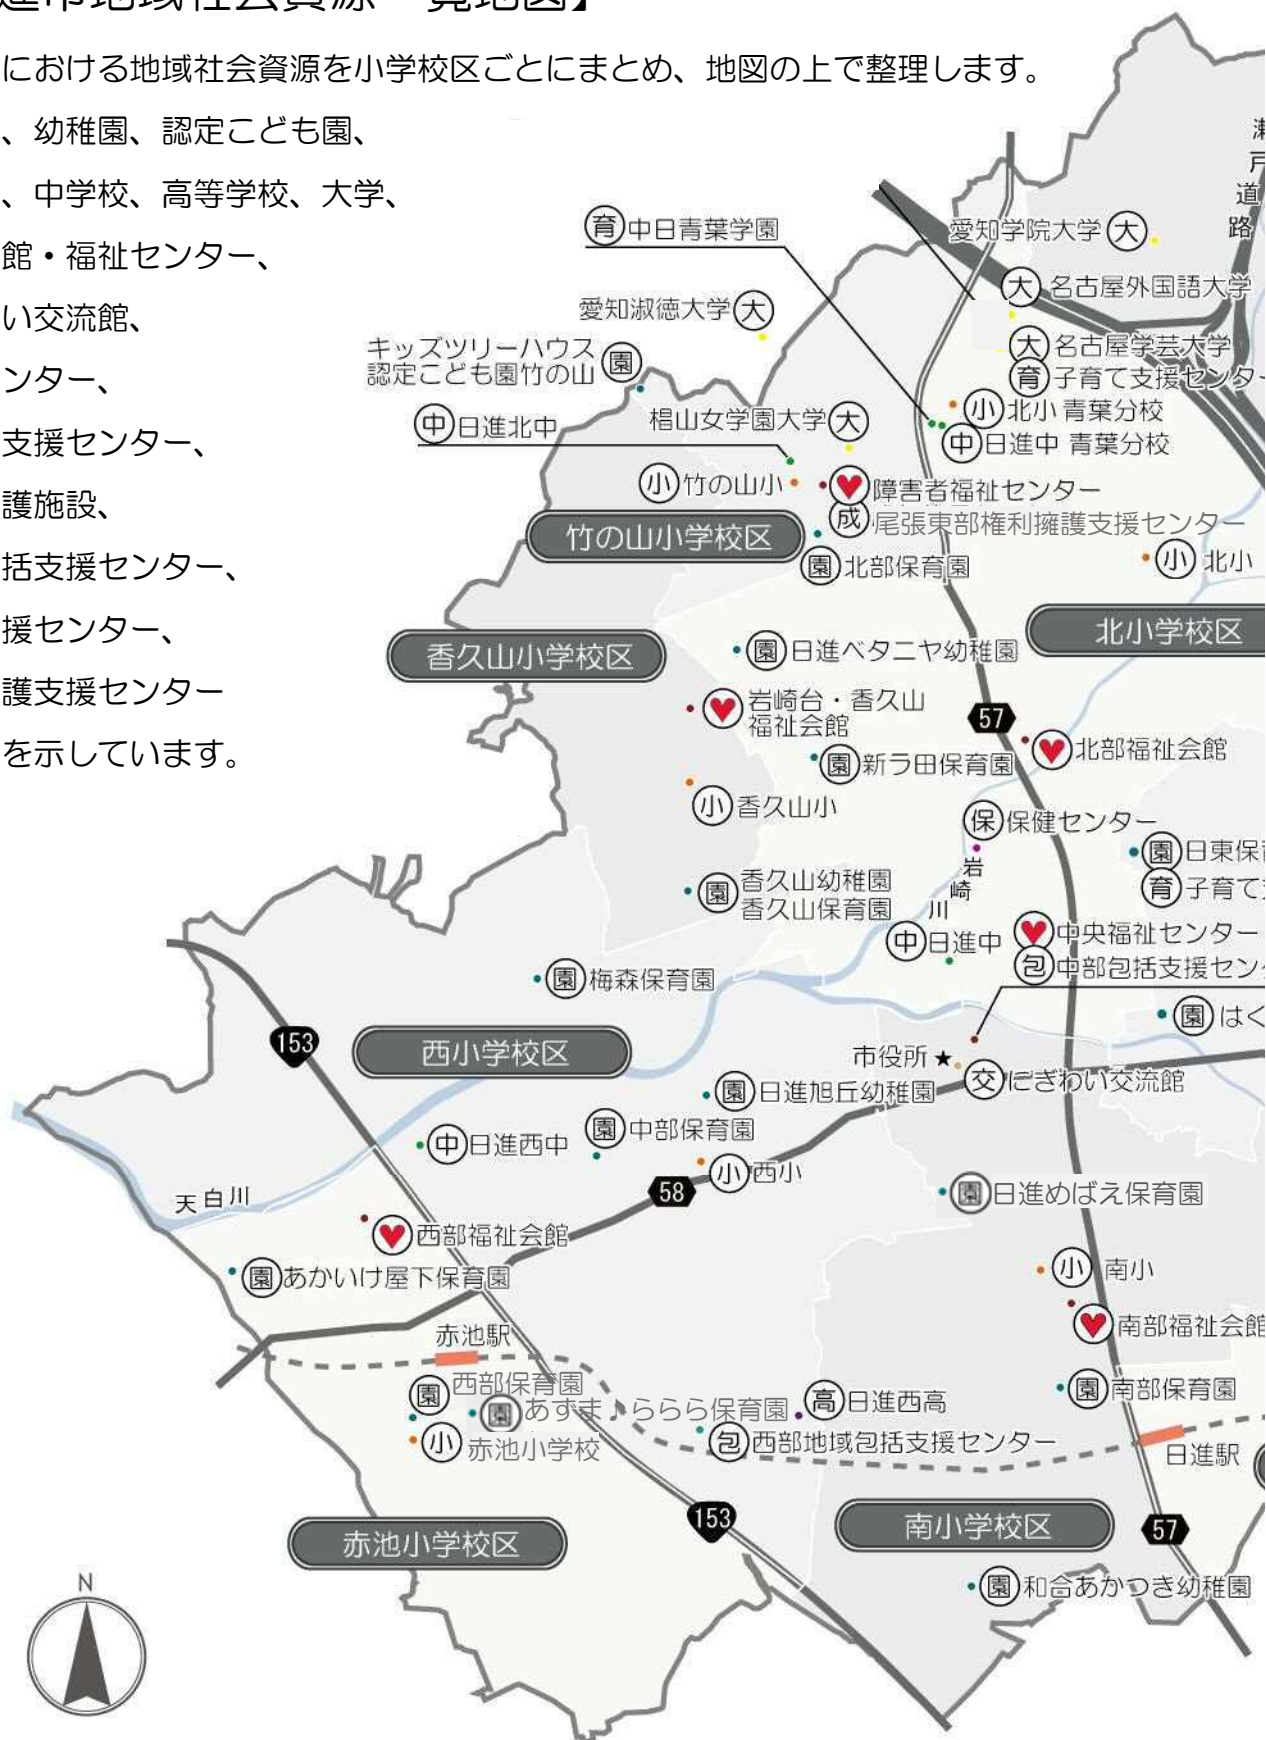 進市地域社会資源一覧地図】
における地域社会資源を小学校区ごとにまとめ、地図の上で整理します。
、幼稚園、認定こども園、
、中学校、高等学校、大学、
館・福祉センター、
い交流館、
ンター、
支援センター、
護施設、
括支援センター、
援センター、
護支援センター
を示しています。
瀬戸道路
育 中日青葉学園
愛知学院大学 大
大 名古屋外国語大学
愛知淑徳大学 大
大 名古屋学芸大学
育 子育て支援センター
キッズツリーハウス
認定こども園竹の山 園
小 北小 青葉分校
中 日進北中
椙山女学園大学 大
中 日進中 青葉分校
小 竹の山小
障害者福祉センター
成 尾張東部権利擁護支援センター
竹の山小学校区
園 北部保育園
小 北小
北小学校区
香久山小学校区
園 日進ベタニヤ幼稚園
岩崎台・香久山
福祉会館
57
北部福祉会館
園 新ラ田保育園
小 香久山小
保 保健センター
園 日東保育
岩崎川
育 子育て支
園 香久山幼稚園
香久山保育園
中 日進中
中央福祉センター
包 中部包括支援センタ
園 梅森保育園
園 はく
153
西小学校区
市役所★
交 にぎわい交流館
園 日進旭丘幼稚園
園 中部保育園
中 日進西中
小 西小
58
園 日進めばえ保育園
天白川
西部福祉会館
園 あかいけ屋下保育園
小 南小
南部福祉会館
赤池駅
園 西部保育園
園 あずま♪ららら保育園
高 日進西高
園 南部保育園
小 赤池小学校
包 西部地域包括支援センター
日進駅
153
南小学校区
57
赤池小学校区
園 和合あかつき幼稚園
N